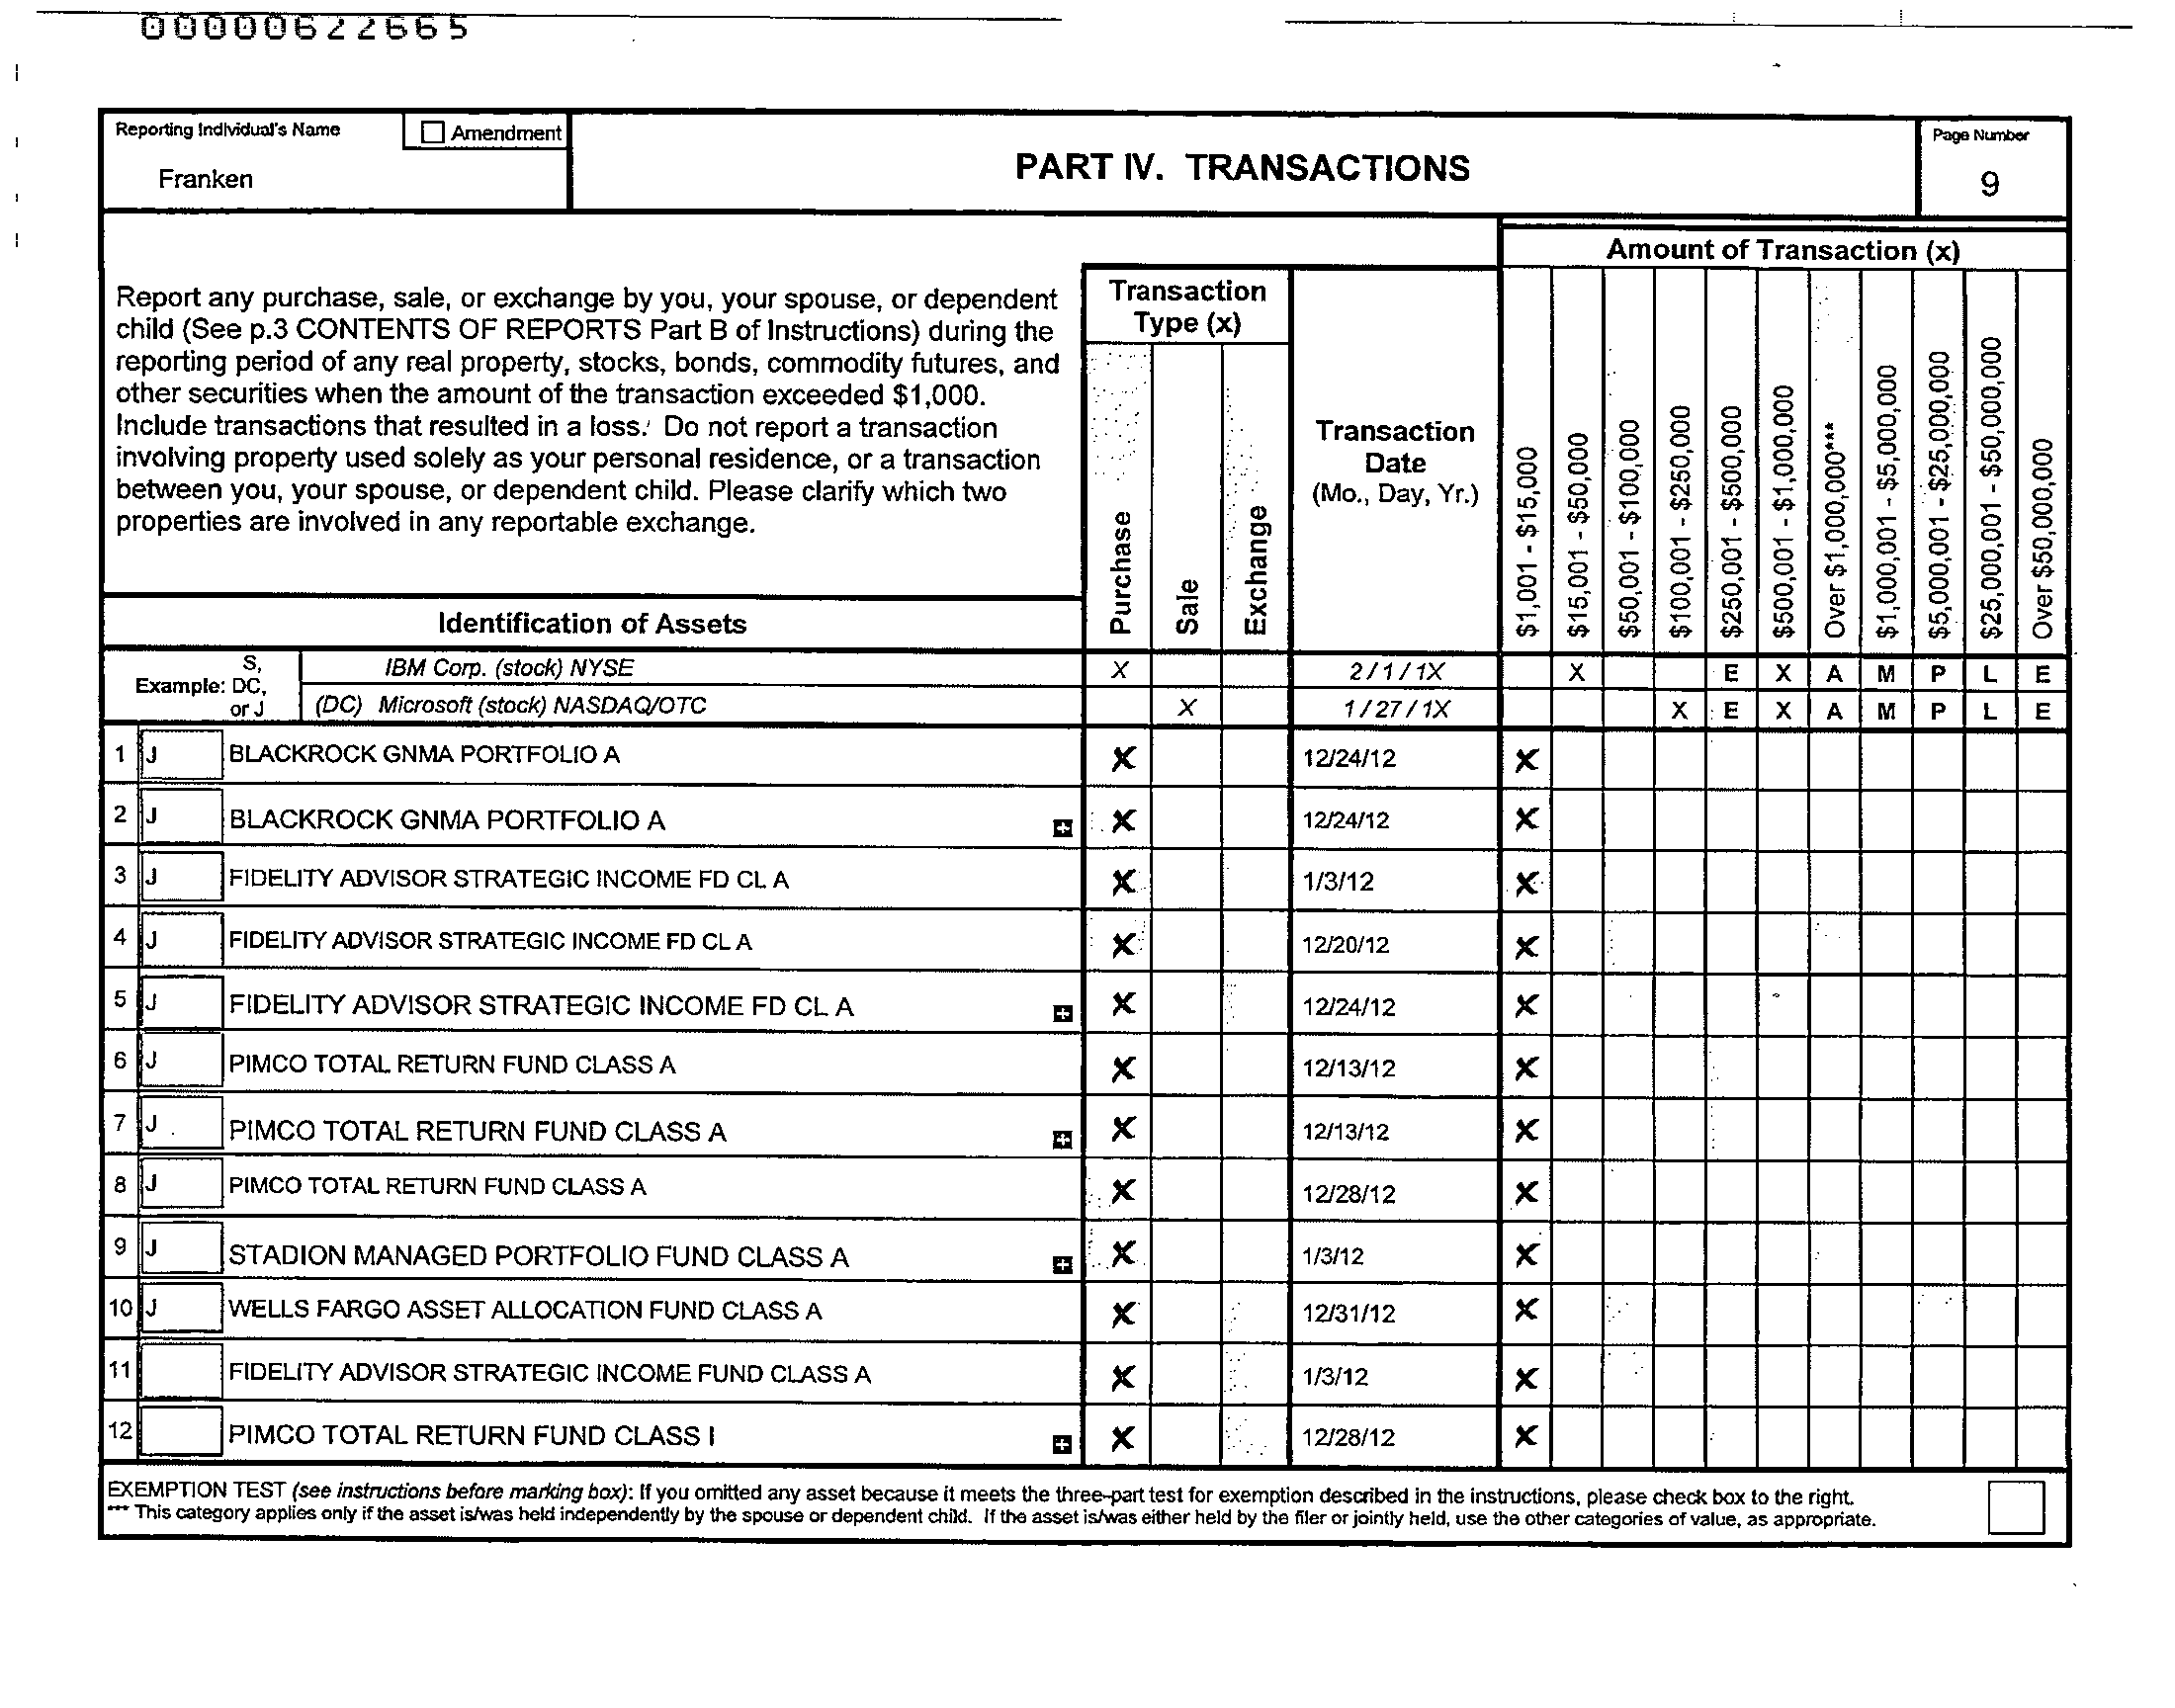 00000622665
Reporting Individual's Name
Amendment
Franken
PART IV. TRANSACTIONS
Page Number
9
Report any purchase, sale, or exchange by you, your spouse, or dependent
child (See p.3 CONTENTS OF REPORTS Part B of Instructions) during the
reporting period of any real property, stocks, bonds, commodity futures, and
other securities when the amount of the transaction exceeded $1,000.
Include transactions that resulted in a loss. Do not report a transaction
involving property used solely as your personal residence, or a transaction
between you, your spouse, or dependent child. Please clarify which two
properties are involved in any reportable exchange.
Identification of Assets
Transaction
Type (x)
Purchase
Sale
Exchange
Transaction
Date
(Mo., Day, Yr.)
Amount of Transaction (x)
$1,001 - $15,000
$15,001 - $50,000
$50,001 - $100,000
$100,001 - $250,000
$250,001 - $500,000
$500,001 - $1,000,000
Over $1,000,000***
$1,000,001 - $5,000,000
$5,000,001 - $25,000,000
$25,000,001 - $50,000,000
Over $50,000,000
Example: S, DC, or J
IBM Corp. (stock) NYSE X 2 / 1 / 1X X E X A M P L E
(DC) Microsoft (stock) NASDAQ/OTC X 1 / 27 / 1X X E X A M P L E
1 J BLACKROCK GNMA PORTFOLIO A X 12/24/12 X
2 J BLACKROCK GNMA PORTFOLIO A X 12/24/12 X
3 J FIDELITY ADVISOR STRATEGIC INCOME FD CL A X 1/3/12 X
4 J FIDELITY ADVISOR STRATEGIC INCOME FD CL A X 12/20/12 X
5 J FIDELITY ADVISOR STRATEGIC INCOME FD CL A X 12/24/12 X
6 J PIMCO TOTAL RETURN FUND CLASS A X 12/13/12 X
7 J PIMCO TOTAL RETURN FUND CLASS A X 12/13/12 X
8 J PIMCO TOTAL RETURN FUND CLASS A X 12/28/12 X
9 J STADION MANAGED PORTFOLIO FUND CLASS A X 1/3/12 X
10 J WELLS FARGO ASSET ALLOCATION FUND CLASS A X 12/31/12 X
11 FIDELITY ADVISOR STRATEGIC INCOME FUND CLASS A X 1/3/12 X
12 PIMCO TOTAL RETURN FUND CLASS I X 12/28/12 X
EXEMPTION TEST (see instructions before marking box): If you omitted any asset because it meets the three-part test for exemption described in the instructions, please check box to the right.
*** This category applies only if the asset is/was held independently by the spouse or dependent child. If the asset is/was either held by the filer or jointly held, use the other categories of value, as appropriate.